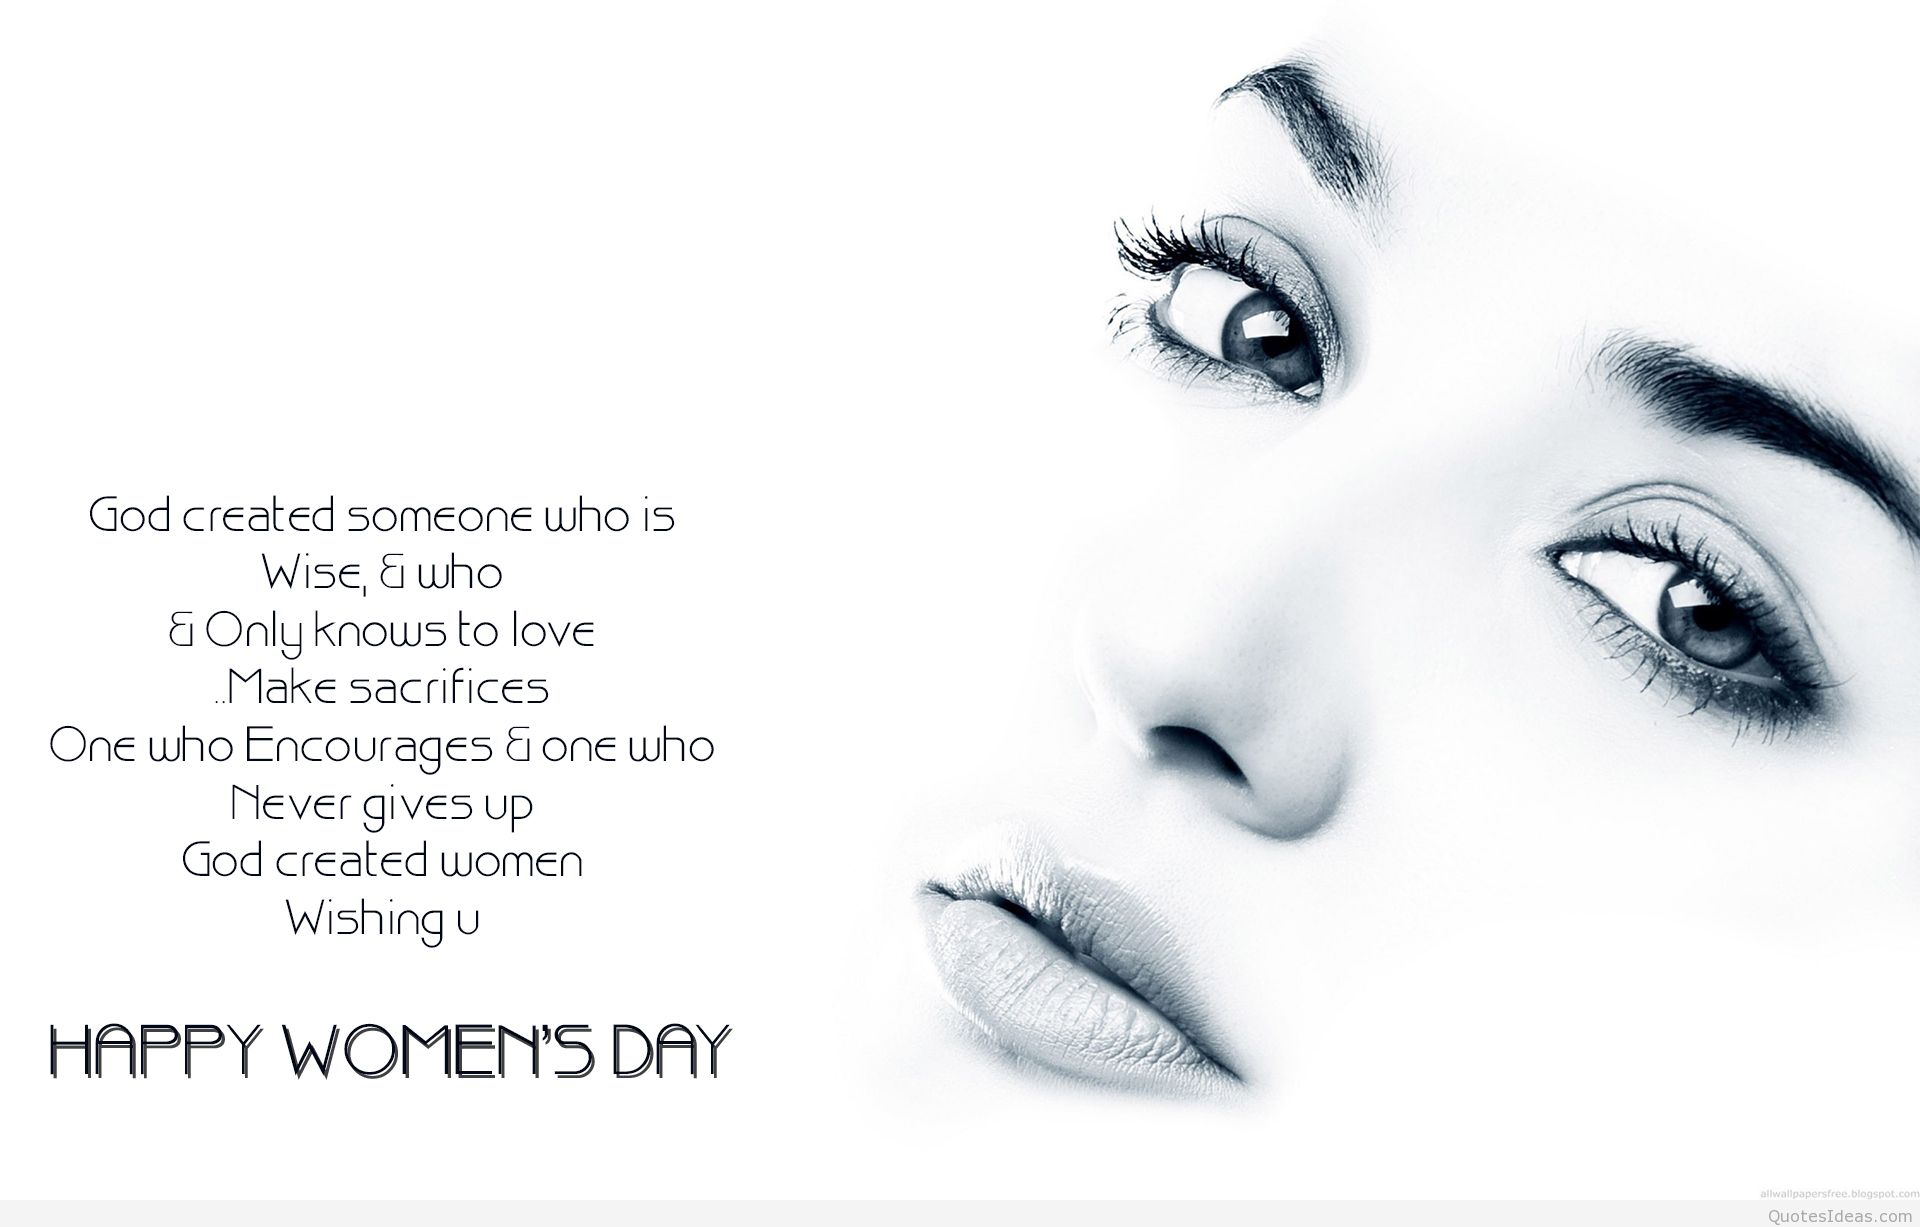 God created someone who is
Wise, & who
& Only knows to love
..Make sacrifices
One who Encourages & one who
Never gives up
God created women
Wishing u
HAPPY WOMEN'S DAY
allwallpapersfree.blogspot.com
QuotesIdeas.com